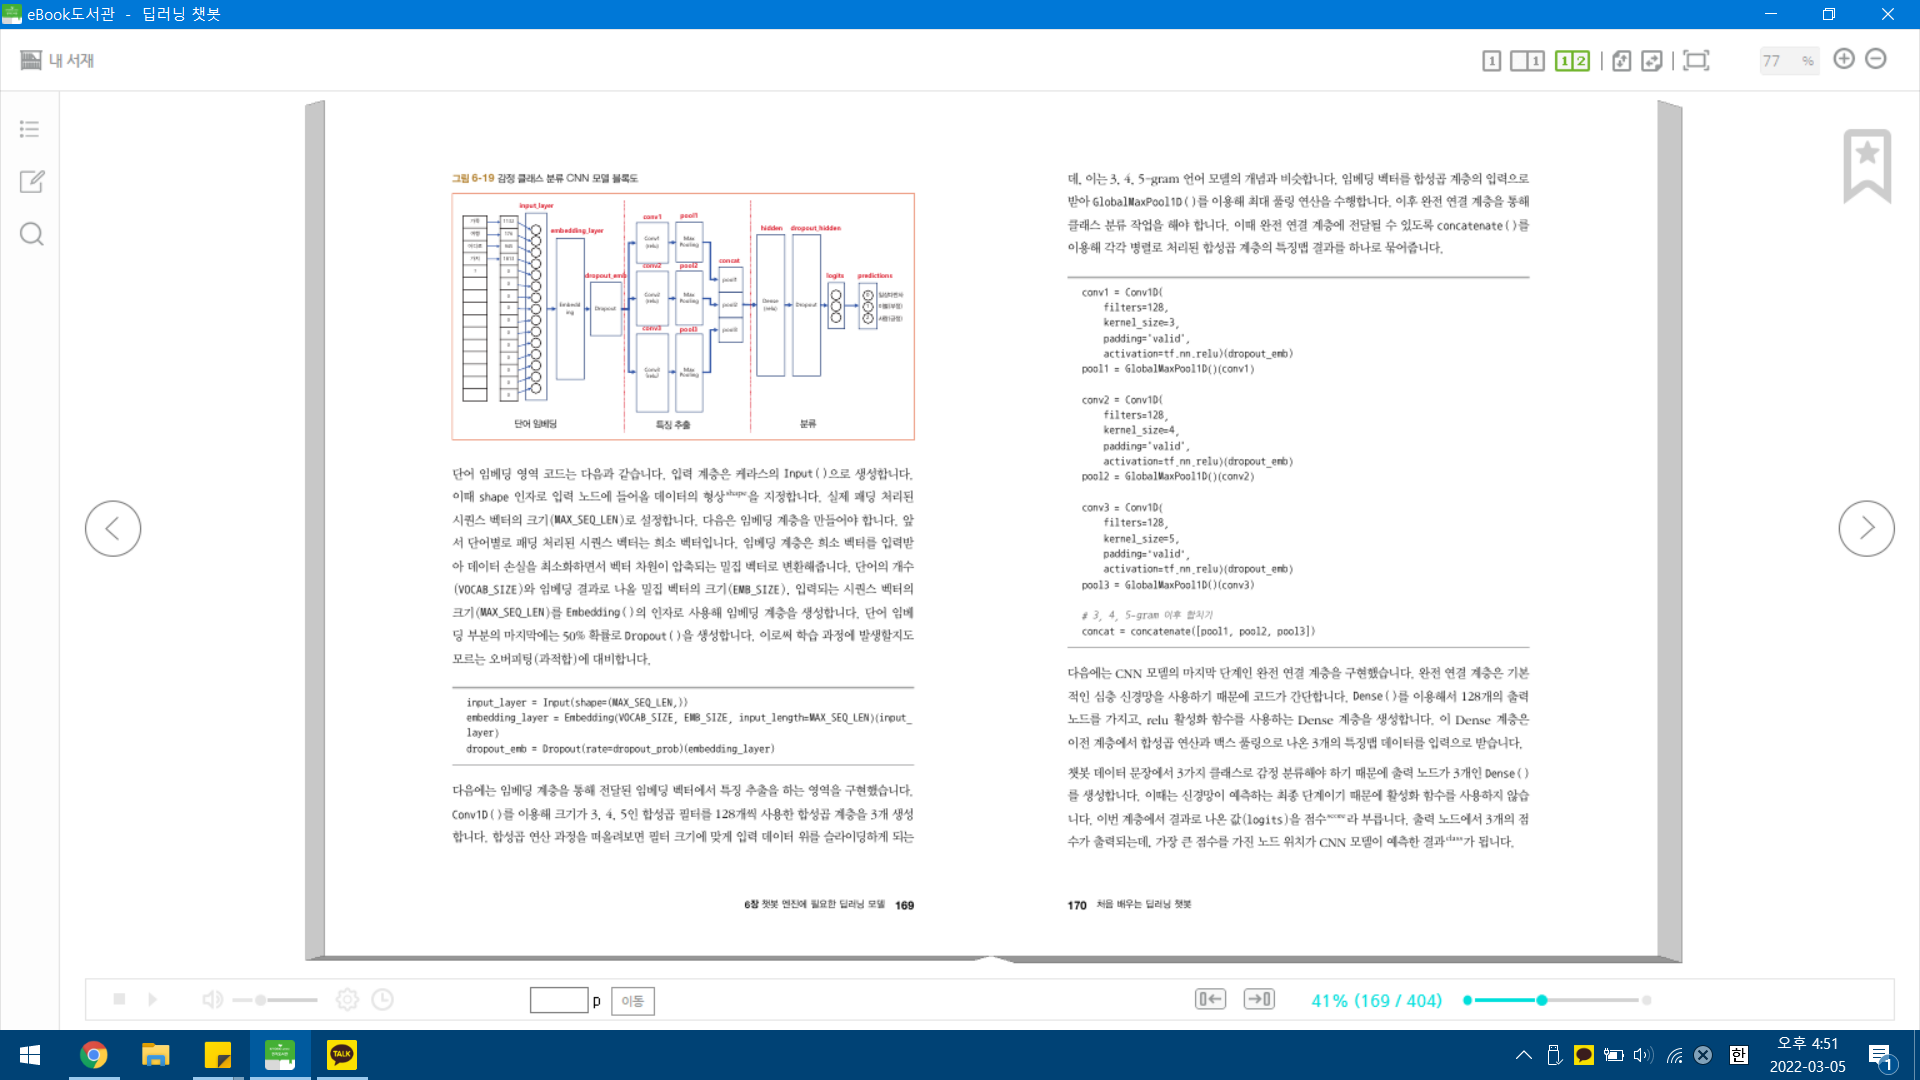 eBook도서관 - 딥러닝 챗봇
내 서재
1
1
1 2
77 %
그림 6-19 감정 클래스 분류 CNN 모델 블록도
input_layer
embedding_layer
dropout_emb
conv1
pool1
conv2
pool2
conv3
pool3
concat
hidden
dropout_hidden
logits
predictions
Embedd
ing
Dropout
Conv1
(relu)
Max
Pooling
Conv2
(relu)
Max
Pooling
Conv3
(relu)
Max
Pooling
pool1
pool2
pool3
Dense
(relu)
Dropout
단어 임베딩
특징 추출
분류
단어 임베딩 영역 코드는 다음과 같습니다. 입력 계층은 케라스의 Input()으로 생성합니다.
이때 shape 인자로 입력 노드에 들어올 데이터의 형상shape을 지정합니다. 실제 패딩 처리된
시퀀스 벡터의 크기(MAX_SEQ_LEN)로 설정합니다. 다음은 임베딩 계층을 만들어야 합니다. 앞
서 단어별로 패딩 처리된 시퀀스 벡터는 희소 벡터입니다. 임베딩 계층은 희소 벡터를 입력받
아 데이터 손실을 최소화하면서 벡터 차원이 압축되는 밀집 벡터로 변환해줍니다. 단어의 개수
(VOCAB_SIZE)와 임베딩 결과로 나올 밀집 벡터의 크기(EMB_SIZE), 입력되는 시퀀스 벡터의
크기(MAX_SEQ_LEN)를 Embedding()의 인자로 사용해 임베딩 계층을 생성합니다. 단어 임베
딩 부분의 마지막에는 50% 확률로 Dropout()을 생성합니다. 이로써 학습 과정에 발생할지도
모르는 오버피팅(과적합)에 대비합니다.
input_layer = Input(shape=(MAX_SEQ_LEN,))
embedding_layer = Embedding(VOCAB_SIZE, EMB_SIZE, input_length=MAX_SEQ_LEN)(input_
layer)
dropout_emb = Dropout(rate=dropout_prob)(embedding_layer)
다음에는 임베딩 계층을 통해 전달된 임베딩 벡터에서 특징 추출을 하는 영역을 구현했습니다.
Conv1D()를 이용해 크기가 3, 4, 5인 합성곱 필터를 128개씩 사용한 합성곱 계층을 3개 생성
합니다. 합성곱 연산 과정을 떠올려보면 필터 크기에 맞게 입력 데이터 위를 슬라이딩하게 되는
6장 챗봇 엔진에 필요한 딥러닝 모델 169
데, 이는 3, 4, 5-gram 언어 모델의 개념과 비슷합니다. 임베딩 벡터를 합성곱 계층의 입력으로
받아 GlobalMaxPool1D()를 이용해 최대 풀링 연산을 수행합니다. 이후 완전 연결 계층을 통해
클래스 분류 작업을 해야 합니다. 이때 완전 연결 계층에 전달될 수 있도록 concatenate()를
이용해 각각 병렬로 처리된 합성곱 계층의 특징맵 결과를 하나로 묶어줍니다.
conv1 = Conv1D(
filters=128,
kernel_size=3,
padding='valid',
activation=tf.nn.relu)(dropout_emb)
pool1 = GlobalMaxPool1D()(conv1)
conv2 = Conv1D(
filters=128,
kernel_size=4,
padding='valid',
activation=tf.nn.relu)(dropout_emb)
pool2 = GlobalMaxPool1D()(conv2)
conv3 = Conv1D(
filters=128,
kernel_size=5,
padding='valid',
activation=tf.nn.relu)(dropout_emb)
pool3 = GlobalMaxPool1D()(conv3)
# 3, 4, 5-gram 이후 합치기
concat = concatenate([pool1, pool2, pool3])
다음에는 CNN 모델의 마지막 단계인 완전 연결 계층을 구현했습니다. 완전 연결 계층은 기본
적인 심층 신경망을 사용하기 때문에 코드가 간단합니다. Dense()를 이용해서 128개의 출력
노드를 가지고, relu 활성화 함수를 사용하는 Dense 계층을 생성합니다. 이 Dense 계층은
이전 계층에서 합성곱 연산과 맥스 풀링으로 나온 3개의 특징맵 데이터를 입력으로 받습니다.
챗봇 데이터 문장에서 3가지 클래스로 감정 분류해야 하기 때문에 출력 노드가 3개인 Dense()
를 생성합니다. 이때는 신경망이 예측하는 최종 단계이기 때문에 활성화 함수를 사용하지 않습
니다. 이번 계층에서 결과로 나온 값(logits)을 점수score라 부릅니다. 출력 노드에서 3개의 점
수가 출력되는데, 가장 큰 점수를 가진 노드 위치가 CNN 모델이 예측한 결과class가 됩니다.
170 처음 배우는 딥러닝 챗봇
p 이동
41% (169 / 404)
TALK
한
오후 4:51
2022-03-05
1